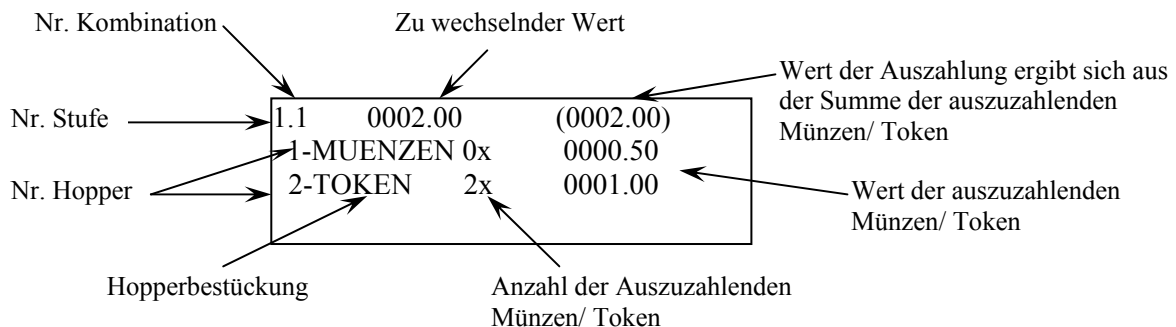 Nr. Kombination
Zu wechselnder Wert
Wert der Auszahlung ergibt sich aus
der Summe der auszuzahlenden
Münzen/ Token
Nr. Stufe
1.1 0002.00 (0002.00)
1-MUENZEN 0x 0000.50
2-TOKEN 2x 0001.00
Nr. Hopper
Wert der auszuzahlenden
Münzen/ Token
Hopperbestückung
Anzahl der Auszuzahlenden
Münzen/ Token